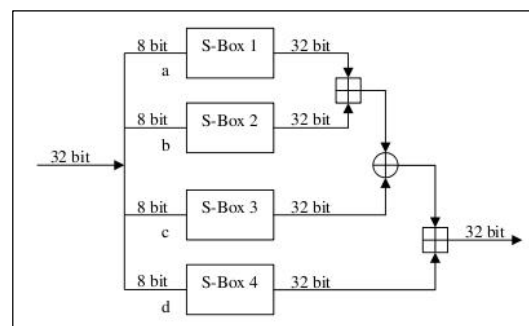 8 bit S-Box 1 32 bit
a
8 bit S-Box 2 32 bit
b
32 bit
8 bit S-Box 3 32 bit
c
32 bit
8 bit S-Box 4 32 bit
d